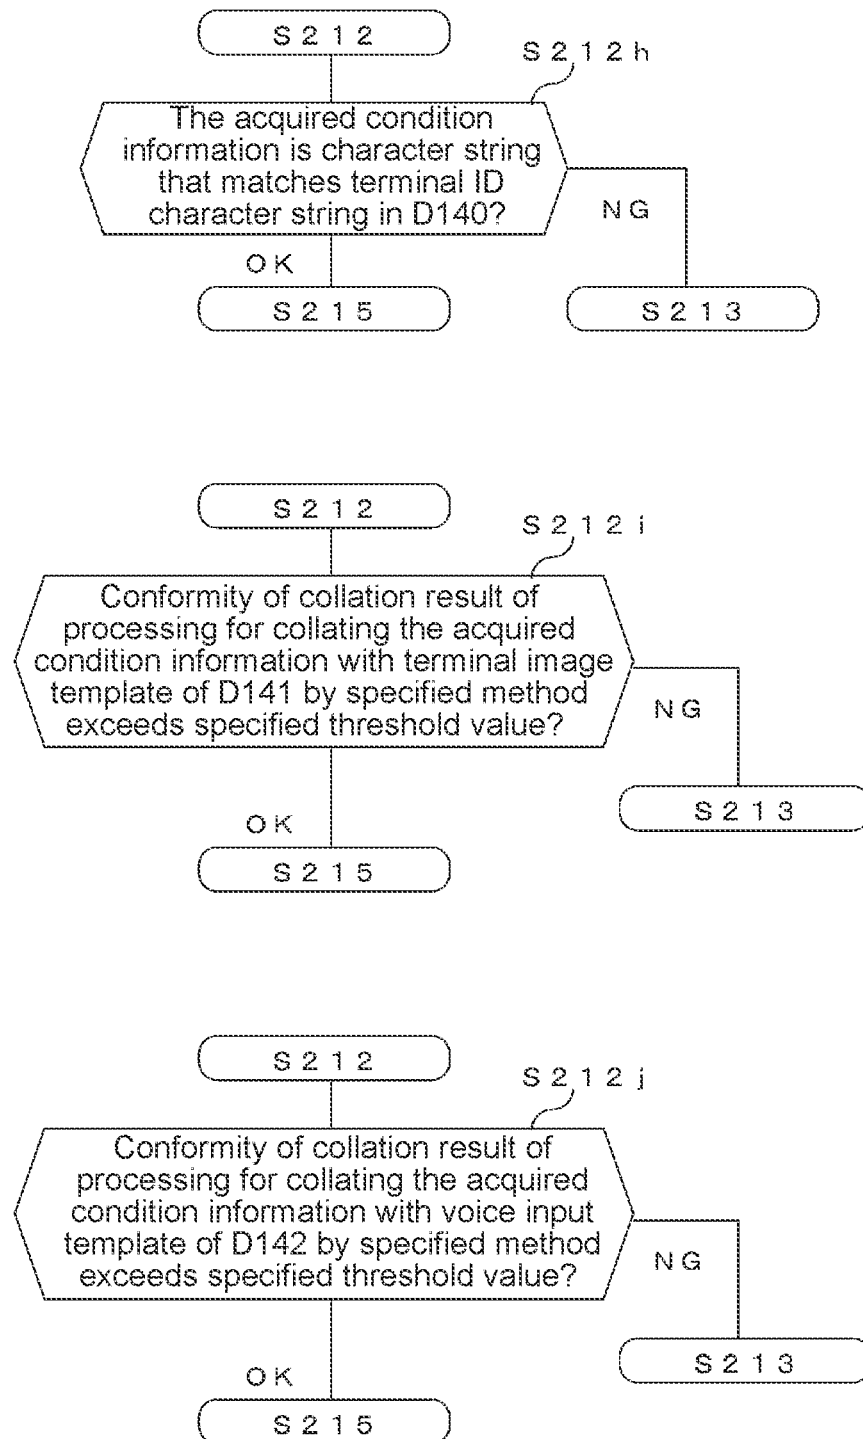 S212
S212h
The acquired condition
information is character string
that matches terminal ID
character string in D140?
NG
OK
S215
S213
S212
S212i
Conformity of collation result of
processing for collating the acquired
condition information with terminal image
template of D141 by specified method
exceeds specified threshold value?
NG
S213
OK
S215
S212
S212j
Conformity of collation result of
processing for collating the acquired
condition information with voice input
template of D142 by specified method
exceeds specified threshold value?
NG
S213
OK
S215